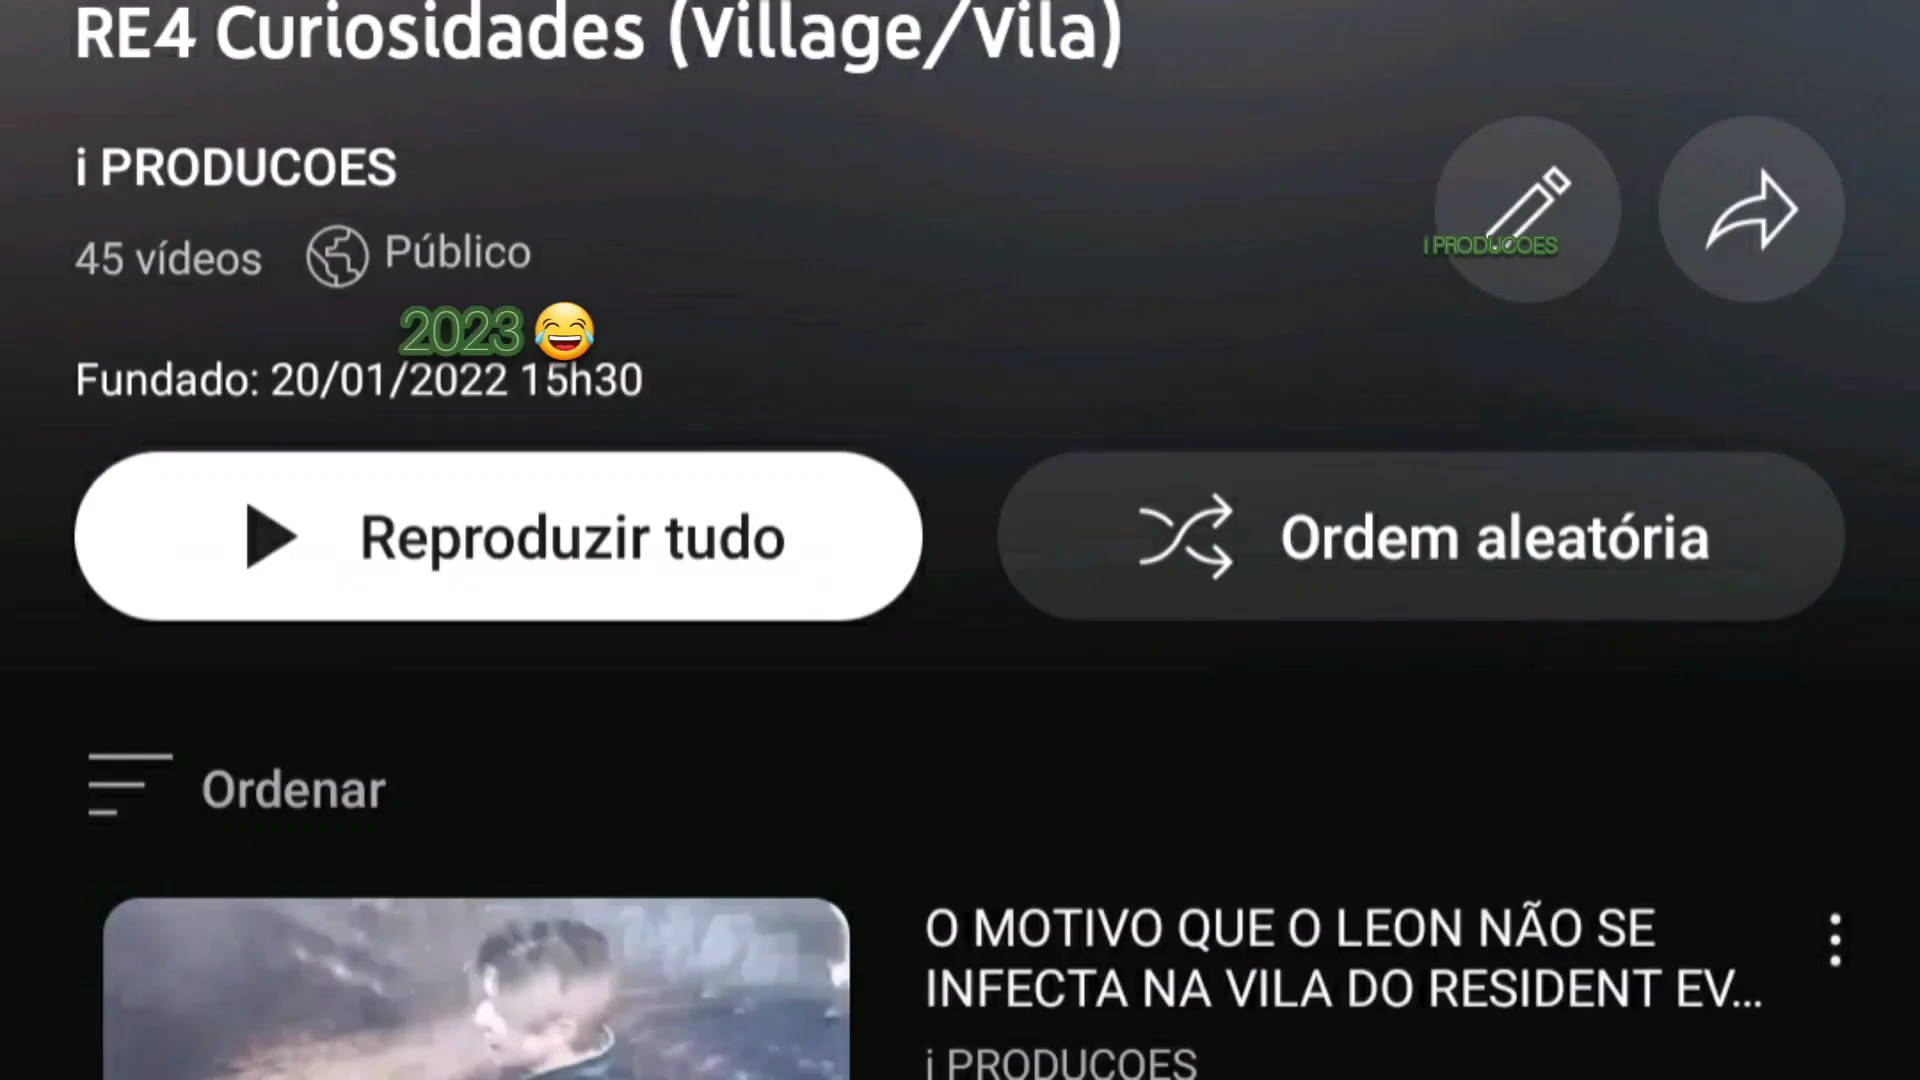 RE4 Curiosidades (Village/Vila)
i PRODUCOES
45 vídeos Público
i PRODUCOES
2023 😂
Fundado: 20/01/2022 15h30
Reproduzir tudo
Ordem aleatória
Ordenar
O MOTIVO QUE O LEON NÃO SE
INFECTA NA VILA DO RESIDENT EV...
i PRODUCOES